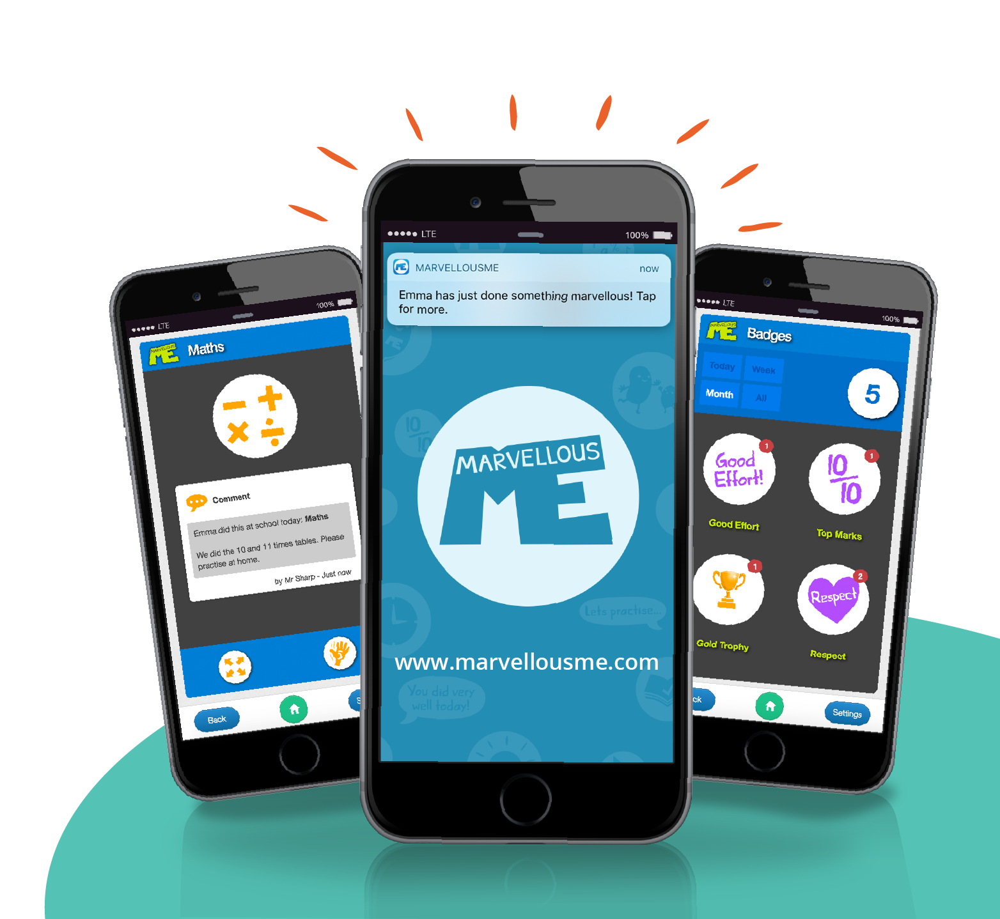 LTE
100%
MARVELLOUS
ME
Maths
Comment
Emma did this at school today: Maths
We did the 10 and 11 times tables. Please
practise at home.
by Mr Sharp - Just now
Back
S
LTE
100%
MARVELLOUSME
now
Emma has just done something marvellous! Tap
for more.
10
10
MARVELLOUS
ME
Lets practise...
www.marvellousme.com
You did very
well today!
LTE
100%
MARVELLOUS
ME
Badges
Today
Week
Month
All
5
Good
Effort!
1
10
10
1
Good Effort
Top Marks
1
Respect
2
Gold Trophy
Respect
ck
Settings